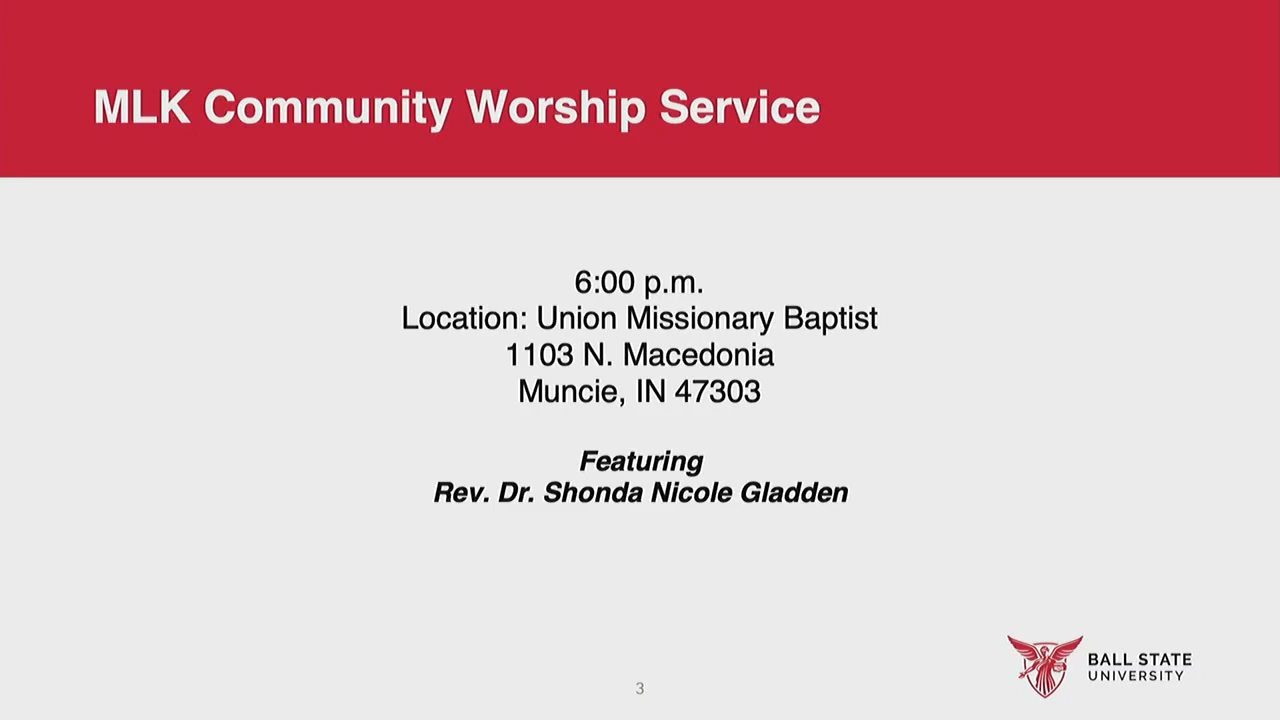 MLK Community Worship Service
6:00 p.m.
Location: Union Missionary Baptist
1103 N. Macedonia
Muncie, IN 47303
Featuring
Rev. Dr. Shonda Nicole Gladden
BALL STATE
UNIVERSITY
3